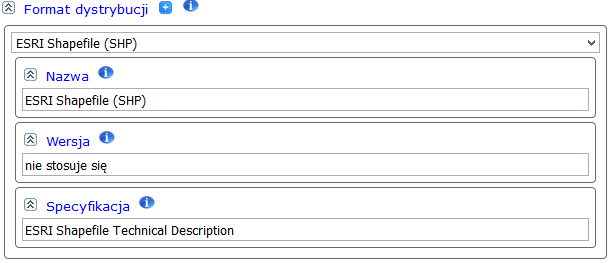 Format dystrybucji
ESRI Shapefile (SHP)
Nazwa
ESRI Shapefile (SHP)
Wersja
nie stosuje się
Specyfikacja
ESRI Shapefile Technical Description